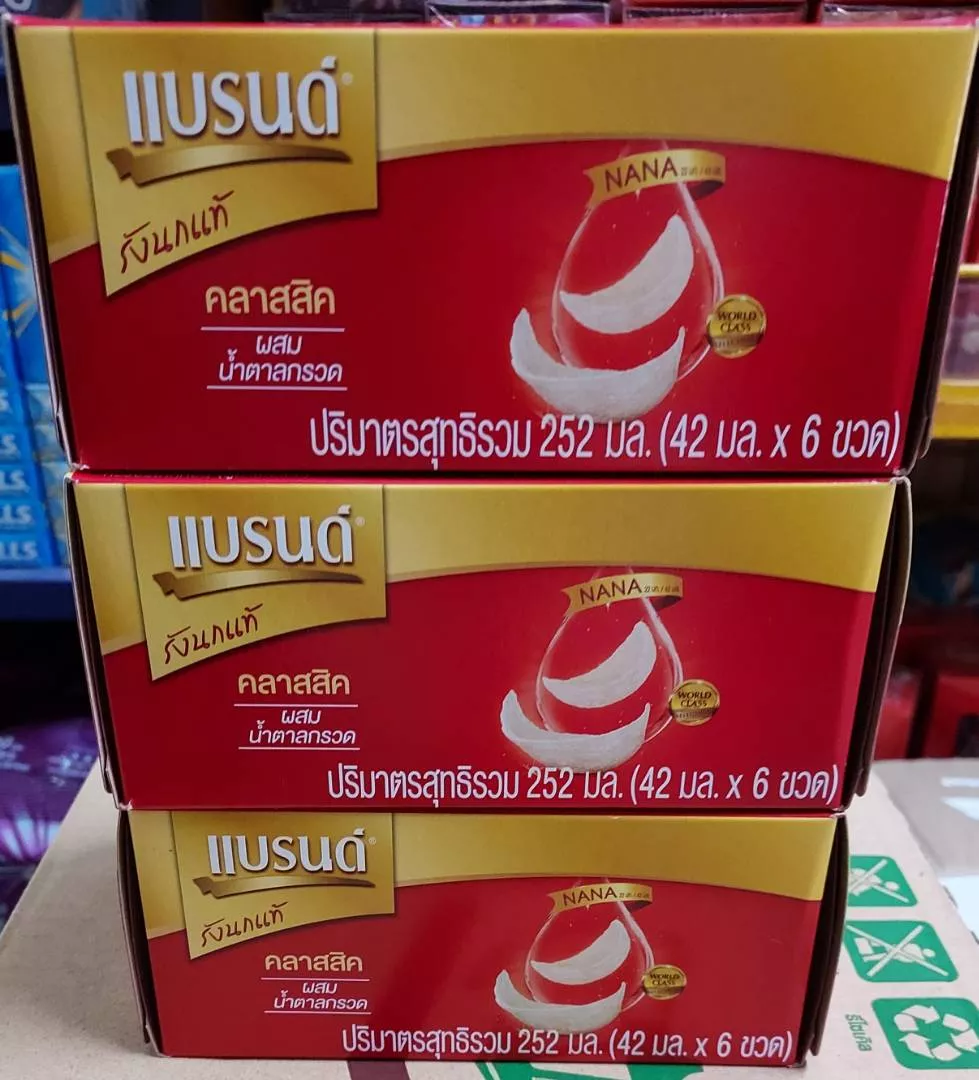 แบรนด์®
รังนกแท้
NANA
คลาสสิค
ผสม
น้ำตาลกรวด
WORLD
CLASS
ปริมาตรสุทธิรวม 252 มล. (42 มล. x 6 ขวด)
แบรนด์®
รังนกแท้
NANA
คลาสสิค
ผสม
น้ำตาลกรวด
WORLD
CLASS
ปริมาตรสุทธิรวม 252 มล. (42 มล. x 6 ขวด)
แบรนด์®
รังนกแท้
NANA
คลาสสิค
ผสม
น้ำตาลกรวด
WORLD
CLASS
ปริมาตรสุทธิรวม 252 มล. (42 มล. x 6 ขวด)
รีไซเคิล